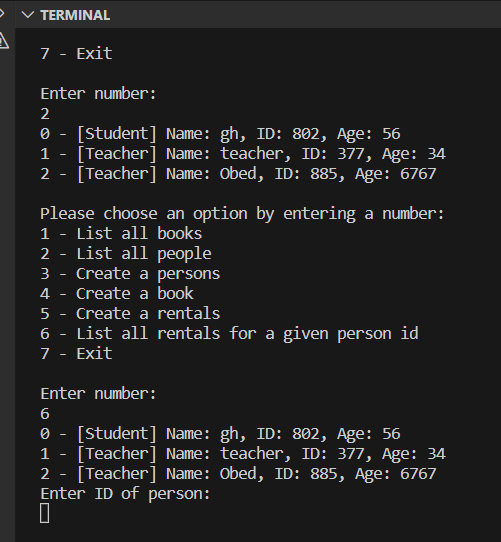 TERMINAL
7 - Exit
Enter number:
2
0 - [Student] Name: gh, ID: 802, Age: 56
1 - [Teacher] Name: teacher, ID: 377, Age: 34
2 - [Teacher] Name: Obed, ID: 885, Age: 6767
Please choose an option by entering a number:
1 - List all books
2 - List all people
3 - Create a persons
4 - Create a book
5 - Create a rentals
6 - List all rentals for a given person id
7 - Exit
Enter number:
6
0 - [Student] Name: gh, ID: 802, Age: 56
1 - [Teacher] Name: teacher, ID: 377, Age: 34
2 - [Teacher] Name: Obed, ID: 885, Age: 6767
Enter ID of person: